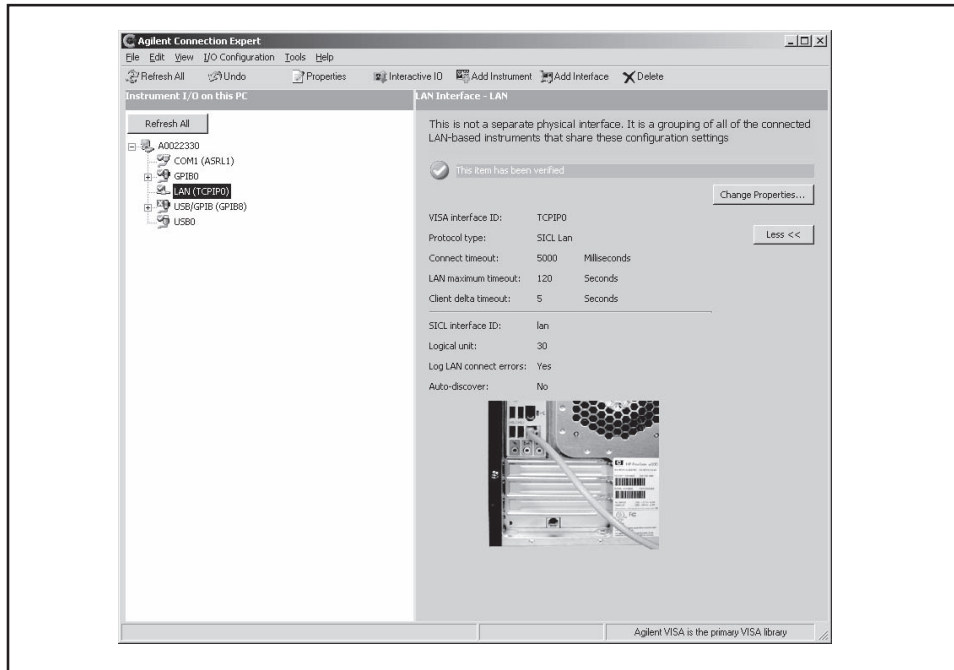 Agilent Connection Expert
File Edit View I/O Configuration Tools Help
Refresh All Undo Properties Interactive IO Add Instrument Add Interface Delete
Instrument I/O on this PC
LAN Interface - LAN
Refresh All
A0022330
COM1 (ASRL1)
GPIB0
LAN (TCPIP0)
USB/GPIB (GPIB8)
USB0
This is not a separate physical interface. It is a grouping of all of the connected
LAN-based instruments that share these configuration settings
This item has been verified
Change Properties...
VISA interface ID: TCPIP0
Less <<
Protocol type: SICL Lan
Connect timeout: 5000 Milliseconds
LAN maximum timeout: 120 Seconds
Client delta timeout: 5 Seconds
SICL interface ID: lan
Logical unit: 30
Log LAN connect errors: Yes
Auto-discover: No
Agilent VISA is the primary VISA library